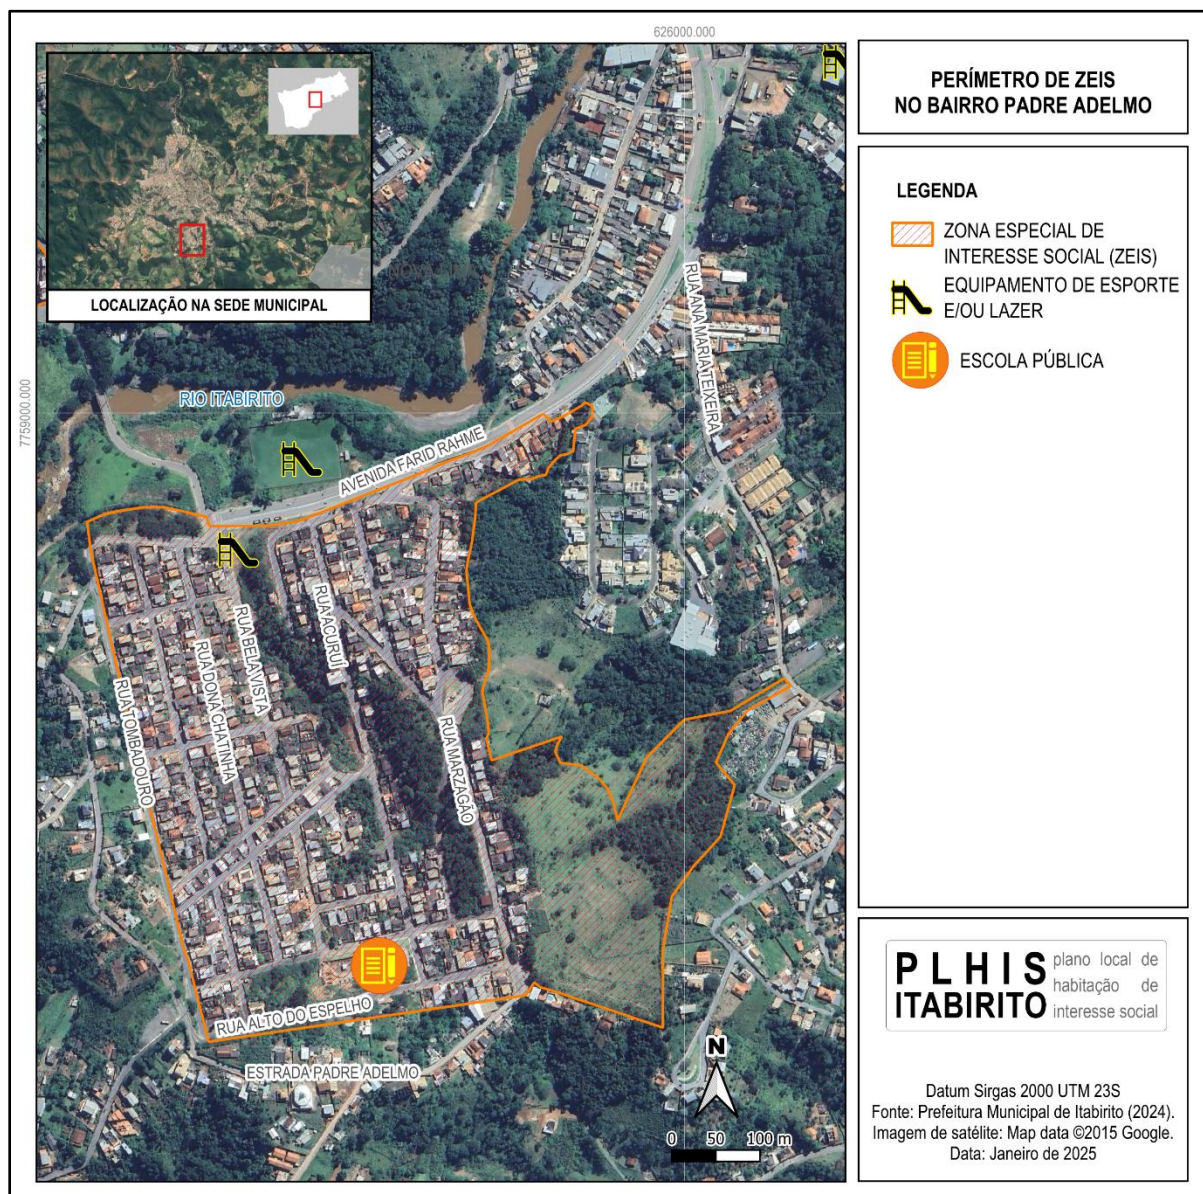 626000.000
7759000.000
LOCALIZAÇÃO NA SEDE MUNICIPAL
RIO ITABIRITO
AVENIDA FARID RAHME
RUA ANA MARIA TEIXEIRA
RUA TOMBADOURO
RUA DONA CHATINHA
RUA BELA VISTA
RUA ACURUÍ
RUA MARZAGÃO
RUA ALTO DO ESPELHO
ESTRADA PADRE ADELMO
N
0 50 100 m
PERÍMETRO DE ZEIS
NO BAIRRO PADRE ADELMO
LEGENDA
ZONA ESPECIAL DE
INTERESSE SOCIAL (ZEIS)
EQUIPAMENTO DE ESPORTE
E/OU LAZER
ESCOLA PÚBLICA
PLHIS
ITABIRITO
plano local de
habitação de
interesse social
Datum Sirgas 2000 UTM 23S
Fonte: Prefeitura Municipal de Itabirito (2024).
Imagem de satélite: Map data ©2015 Google.
Data: Janeiro de 2025